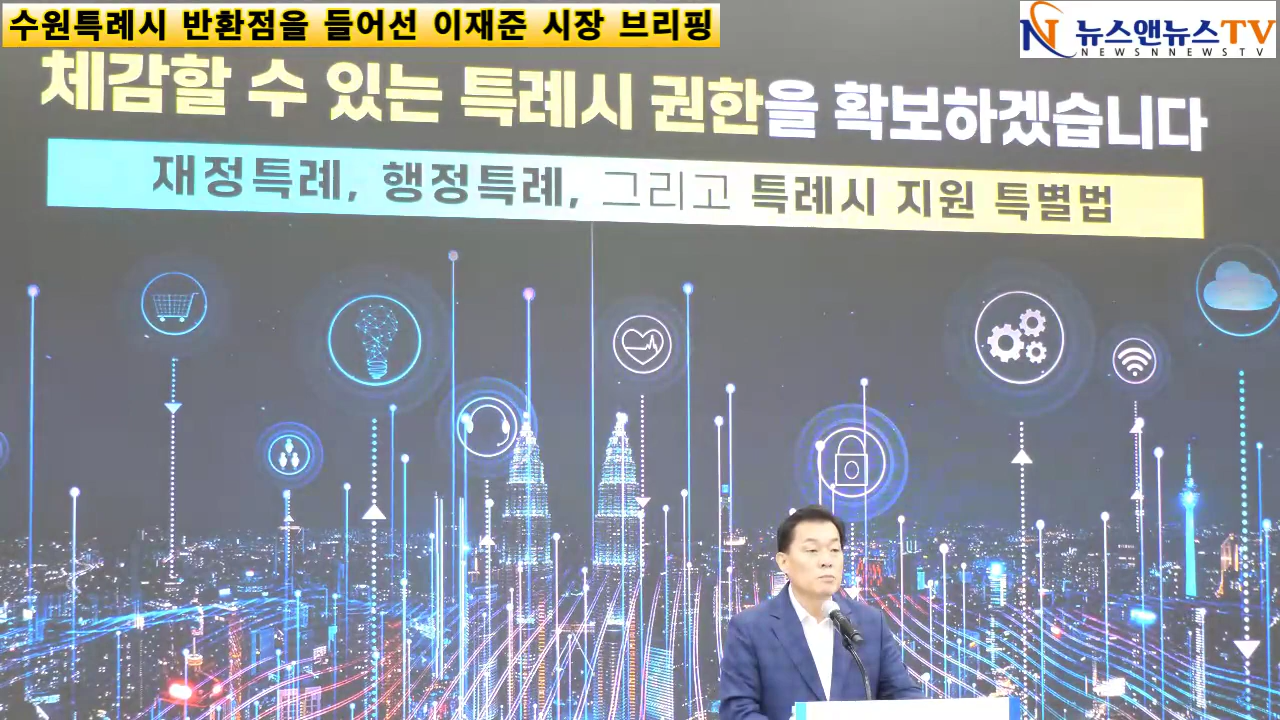 수원특례시 반환점을 들어선 이재준 시장 브리핑
뉴스앤뉴스TV
NEWSNNEWSTV
체감할 수 있는 특례시 권한을 확보하겠습니다
재정특례, 행정특례, 그리고 특례시 지원 특별법